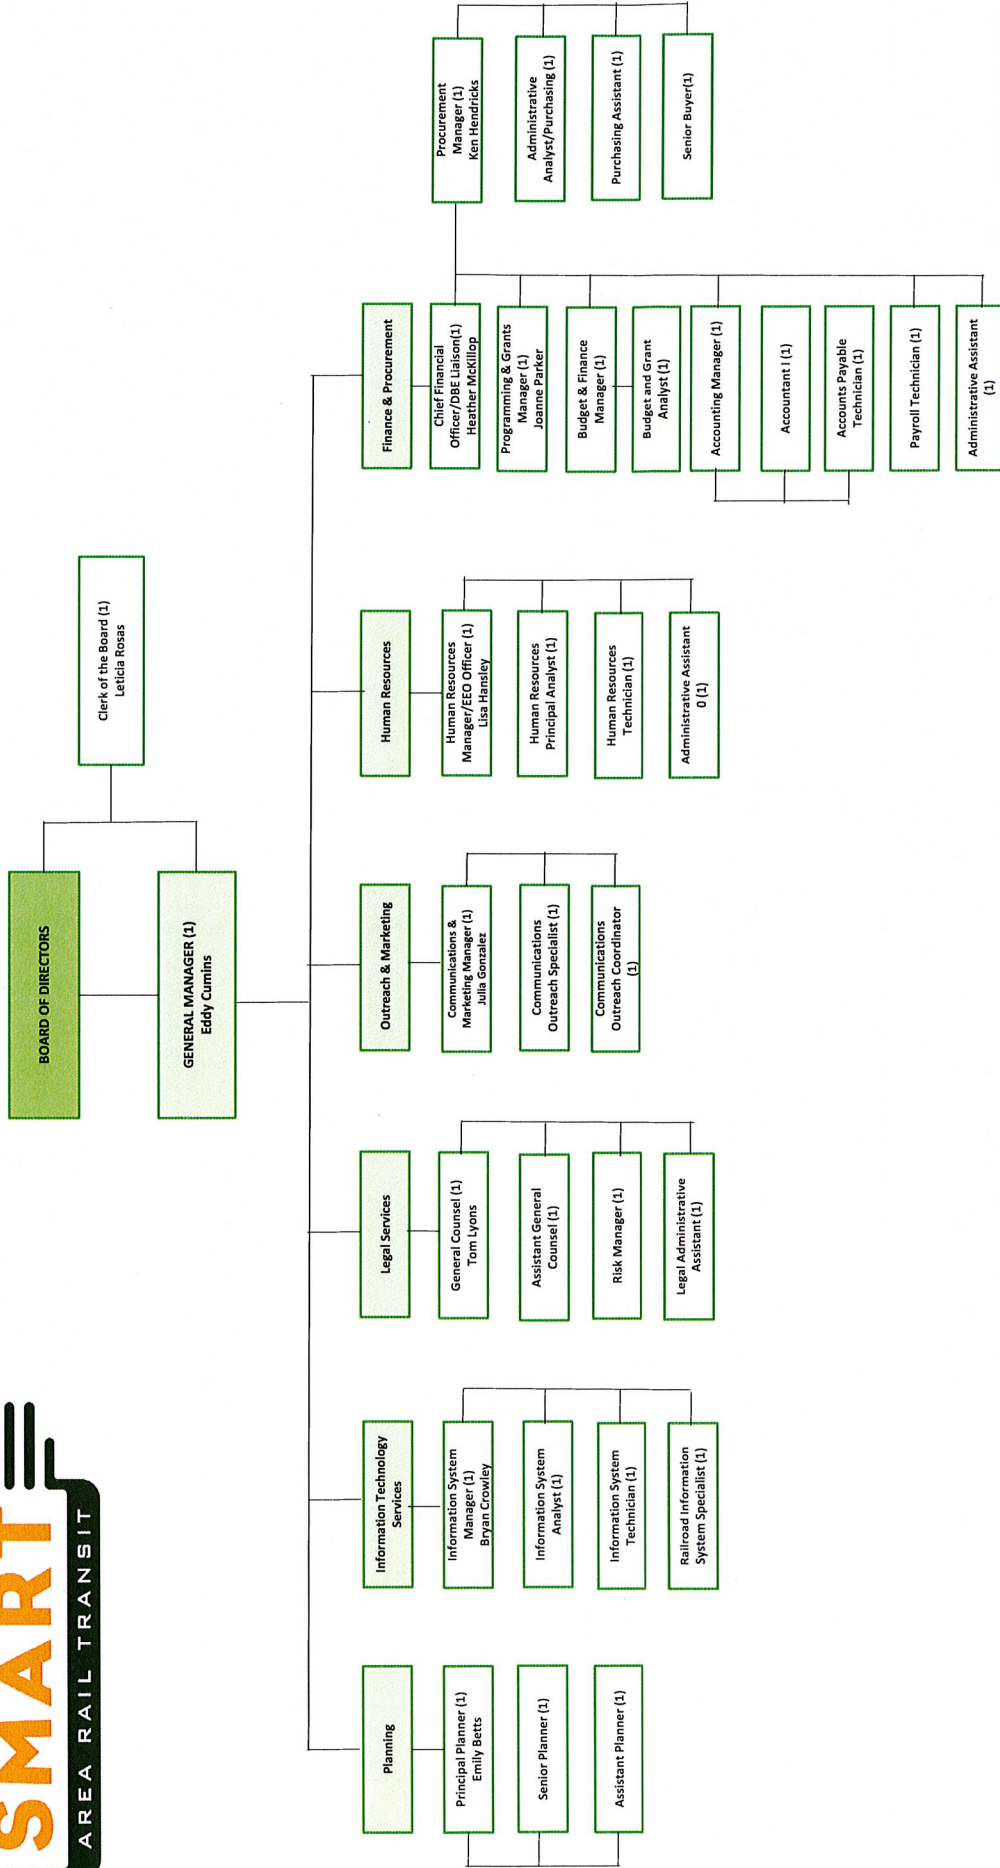 SMART
AREA RAIL TRANSIT
BOARD OF DIRECTORS
GENERAL MANAGER (1)
Eddy Cumins
Clerk of the Board (1)
Leticia Rosas
Planning
Principal Planner (1)
Emily Betts
Senior Planner (1)
Assistant Planner (1)
Information Technology
Services
Information System
Manager (1)
Bryan Crowley
Information System
Analyst (1)
Information System
Technician (1)
Railroad Information
System Specialist (1)
Legal Services
General Counsel (1)
Tom Lyons
Assistant General
Counsel (1)
Risk Manager (1)
Legal Administrative
Assistant (1)
Outreach & Marketing
Communications &
Marketing Manager (1)
Julia Gonzalez
Communications
Outreach Specialist (1)
Communications
Outreach Coordinator
(1)
Human Resources
Human Resources
Manager/EEO Officer (1)
Lisa Hansley
Human Resources
Principal Analyst (1)
Human Resources
Technician (1)
Administrative Assistant
0 (1)
Finance & Procurement
Chief Financial
Officer/DBE Liaison(1)
Heather McKillop
Programming & Grants
Manager (1)
Joanne Parker
Budget & Finance
Manager (1)
Budget and Grant
Analyst (1)
Accounting Manager (1)
Accountant I (1)
Accounts Payable
Technician (1)
Payroll Technician (1)
Administrative Assistant
(1)
Procurement
Manager (1)
Ken Hendricks
Administrative
Analyst/Purchasing (1)
Purchasing Assistant (1)
Senior Buyer(1)